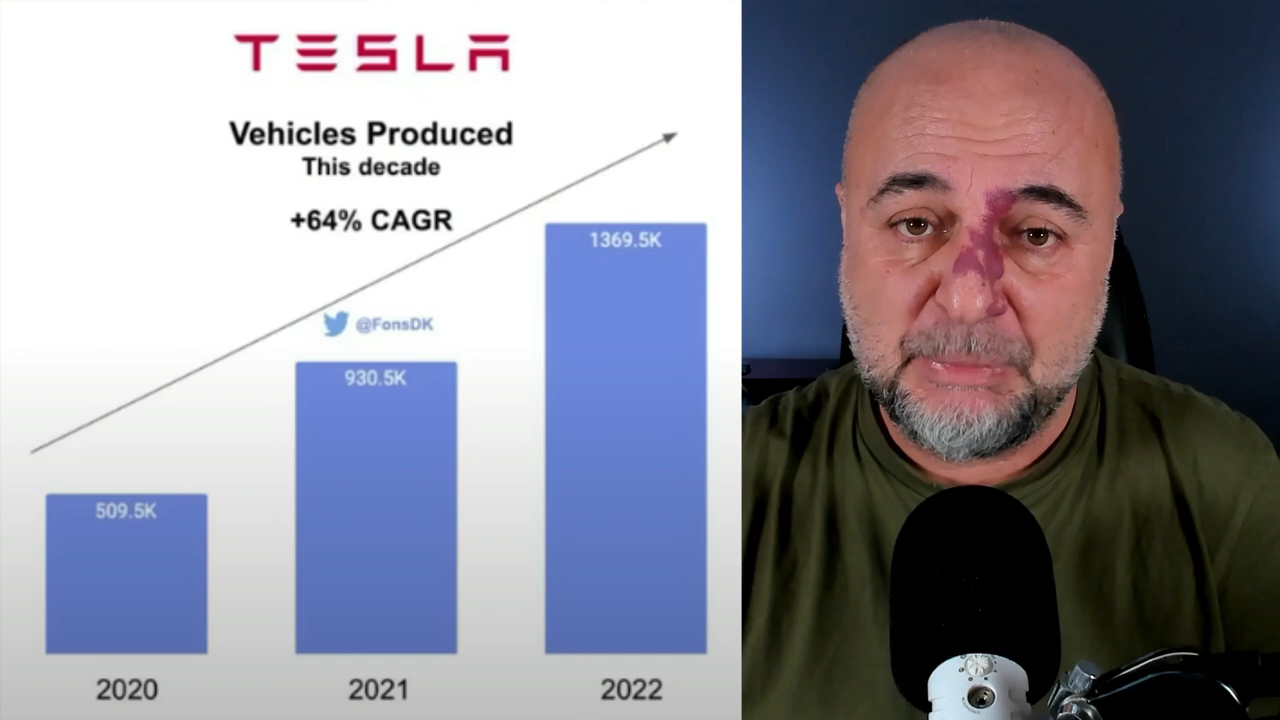 TESLA
Vehicles Produced
This decade
+64% CAGR
1369.5K
@FonsDK
930.5K
509.5K
2020 2021 2022